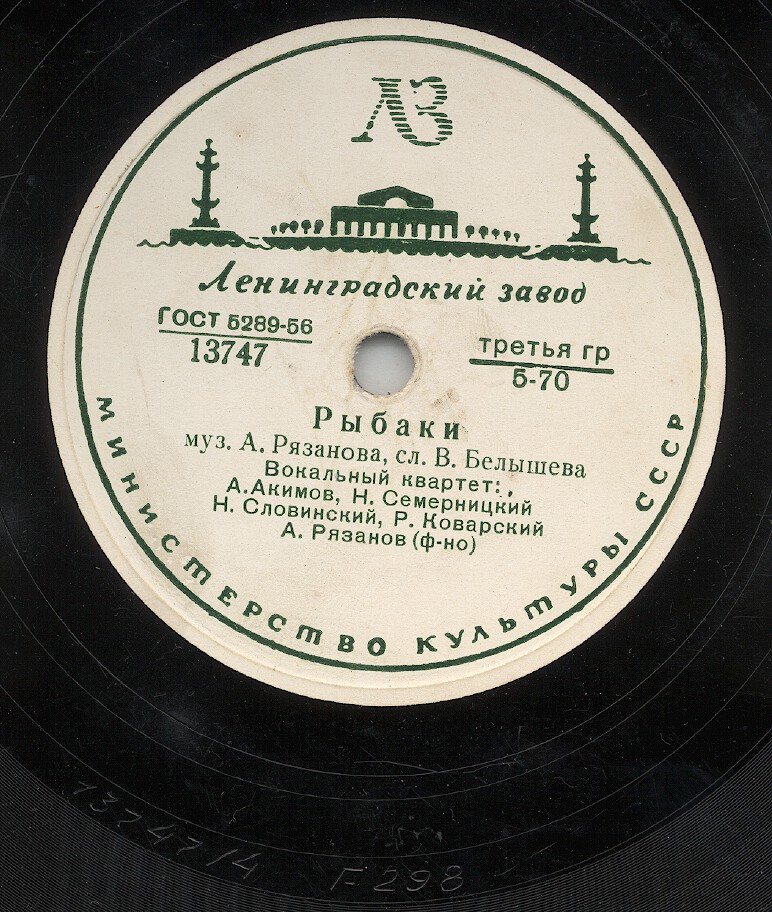 ЛЗ
Ленинградский завод
ГОСТ 5289-56
13747
третья гр
5-70
Рыбаки
муз. А. Рязанова, сл. В. Белышева
Вокальный квартет:,
А.Акимов, Н. Семерницкий
Н. Словинский, Р. Коварский
А. Рязанов (ф-но)
МИНИСТЕРСТВО КУЛЬТУРЫ СССР
13747/4 Г298